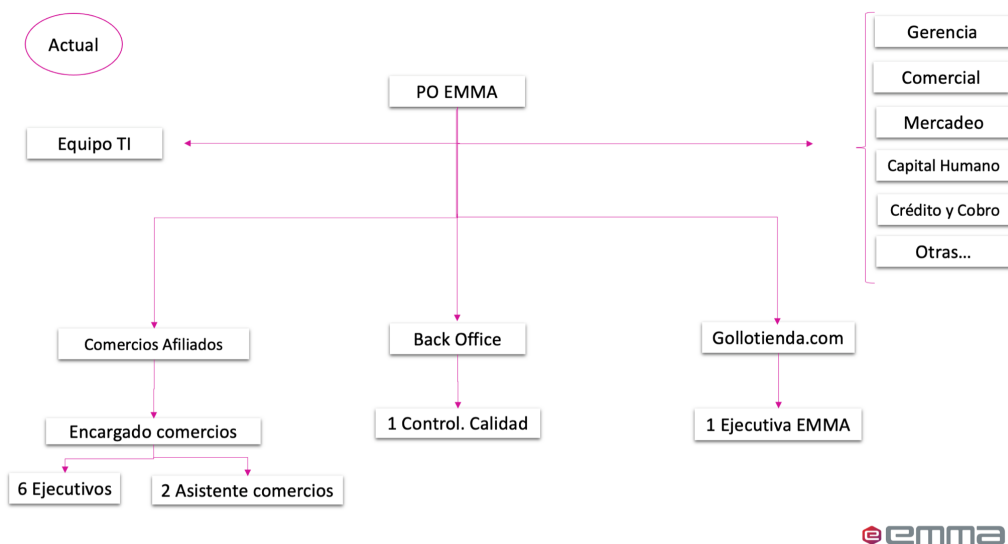 Actual
Gerencia
Comercial
Mercadeo
Capital Humano
Crédito y Cobro
Otras...
PO EMMA
Equipo TI
Comercios Afiliados
Back Office
Gollotienda.com
Encargado comercios
1 Control. Calidad
1 Ejecutiva EMMA
6 Ejecutivos
2 Asistente comercios
e emma